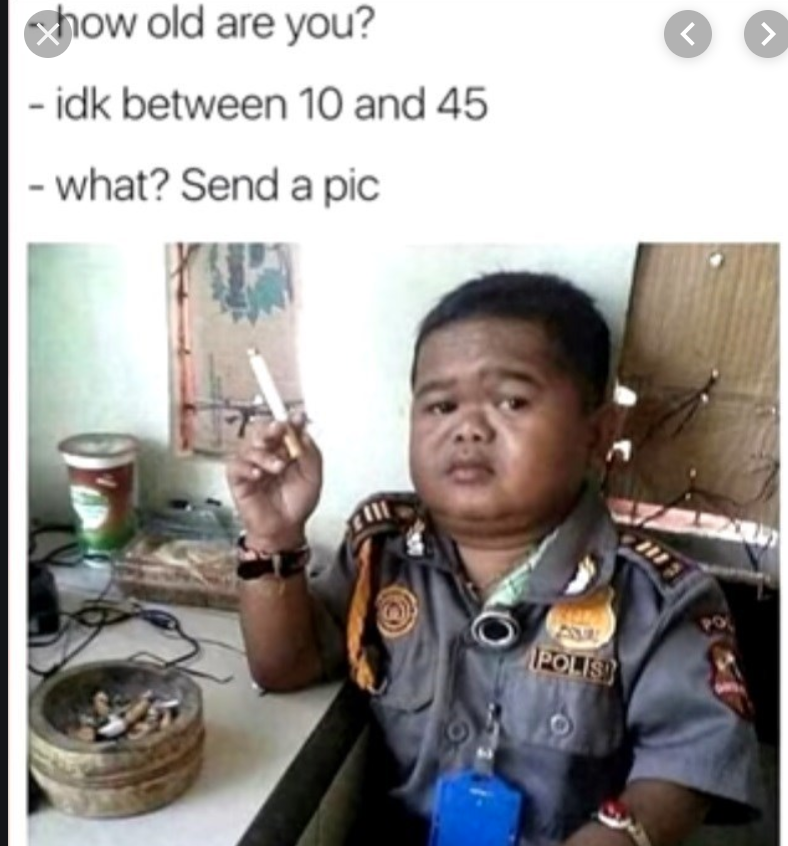 - how old are you?
- idk between 10 and 45
- what? Send a pic
POLISI